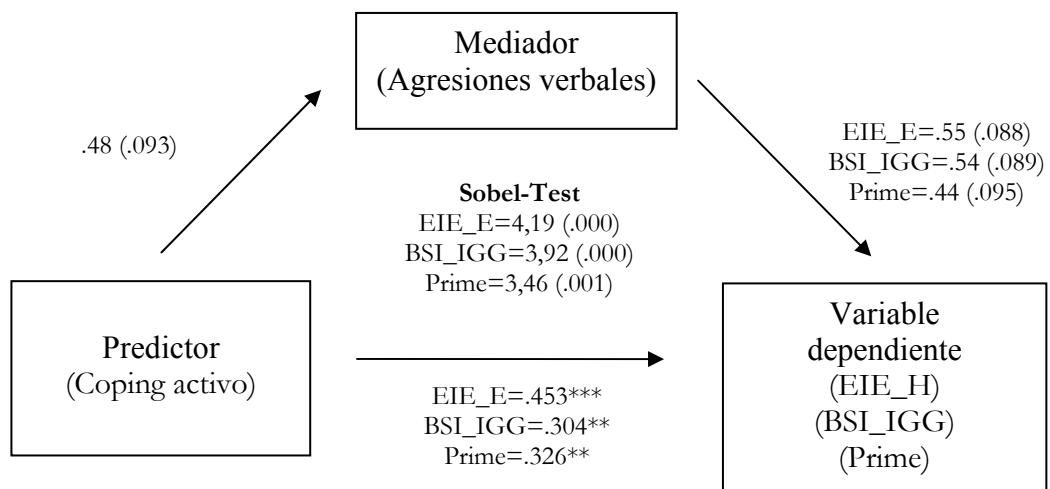 Mediador
(Agresiones verbales)
.48 (.093)
EIE_E=.55 (.088)
BSI_IGG=.54 (.089)
Prime=.44 (.095)
Sobel-Test
EIE_E=4,19 (.000)
BSI_IGG=3,92 (.000)
Prime=3,46 (.001)
Predictor
(Coping activo)
EIE_E=.453***
BSI_IGG=.304**
Prime=.326**
Variable
dependiente
(EIE_H)
(BSI_IGG)
(Prime)